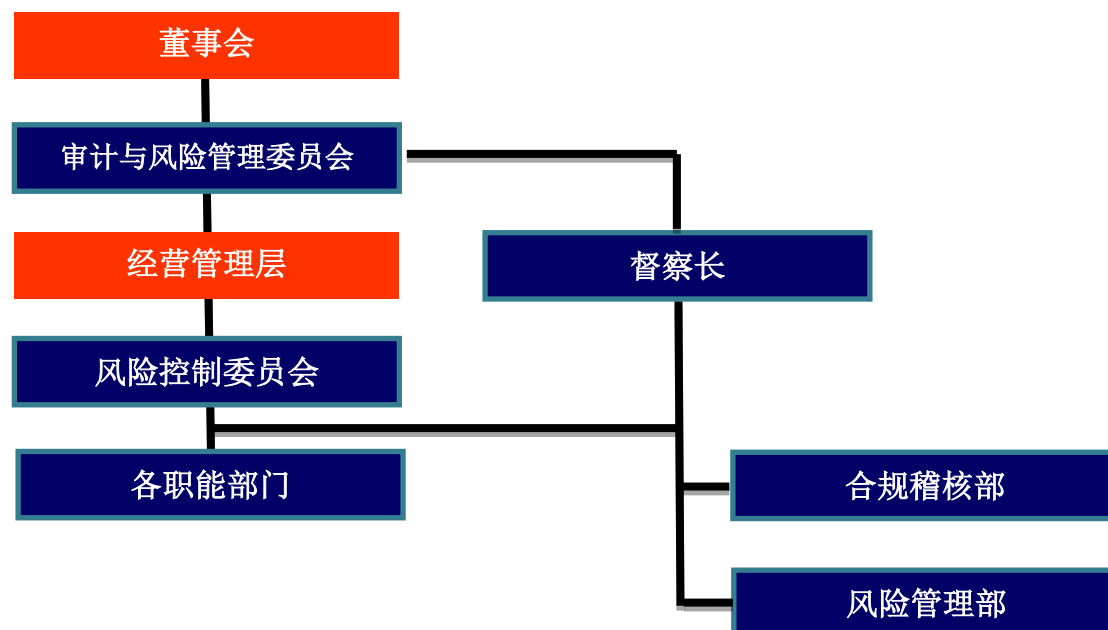 董事会
审计与风险管理委员会
经营管理层
督察长
风险控制委员会
各职能部门
合规稽核部
风险管理部